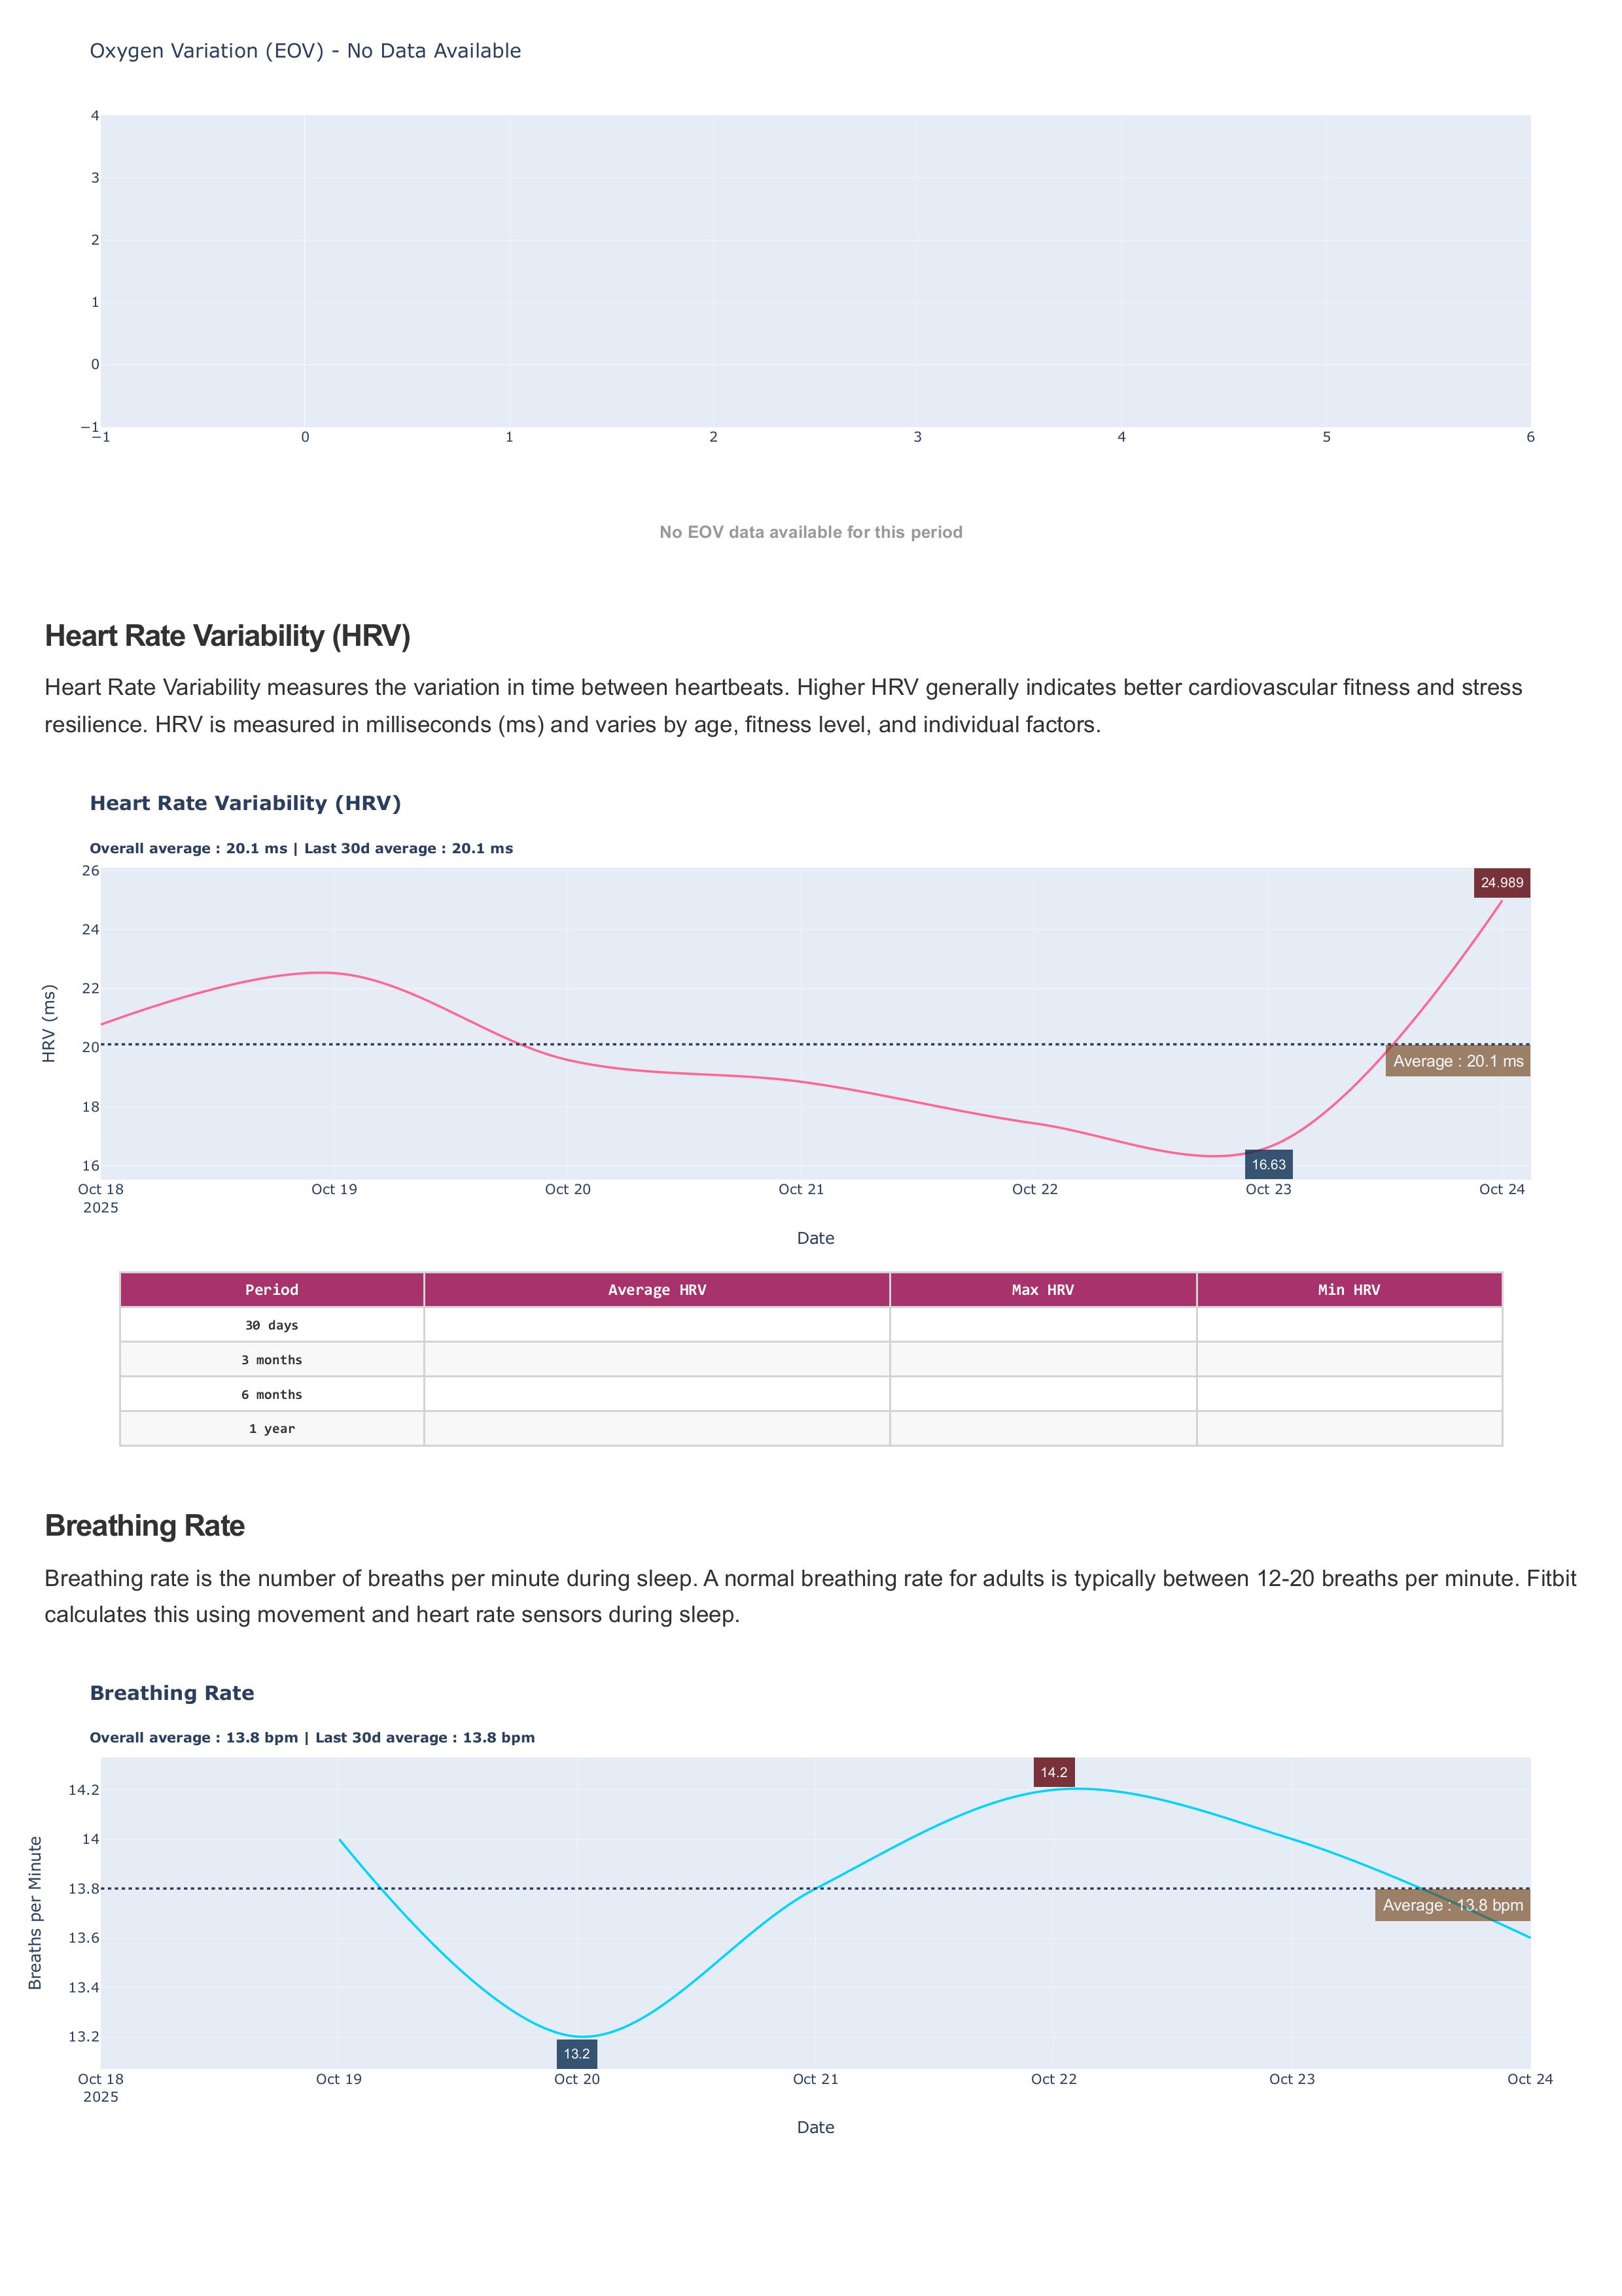 Oxygen Variation (EOV) - No Data Available
4
3
2
1
0
−1
−1 0 1 2 3 4 5 6
No EOV data available for this period
Heart Rate Variability (HRV)
Heart Rate Variability measures the variation in time between heartbeats. Higher HRV generally indicates better cardiovascular fitness and stress
resilience. HRV is measured in milliseconds (ms) and varies by age, fitness level, and individual factors.
Heart Rate Variability (HRV)
Overall average : 20.1 ms | Last 30d average : 20.1 ms
26
24.989
24
22
HRV (ms)
20
Average : 20.1 ms
18
16
16.63
Oct 18 Oct 19 Oct 20 Oct 21 Oct 22 Oct 23 Oct 24
2025
Date
Period Average HRV Max HRV Min HRV
30 days
3 months
6 months
1 year
Breathing Rate
Breathing rate is the number of breaths per minute during sleep. A normal breathing rate for adults is typically between 12-20 breaths per minute. Fitbit
calculates this using movement and heart rate sensors during sleep.
Breathing Rate
Overall average : 13.8 bpm | Last 30d average : 13.8 bpm
14.2
14.2
14
Breaths per Minute
13.8
Average : 13.8 bpm
13.6
13.4
13.2
13.2
Oct 18 Oct 19 Oct 20 Oct 21 Oct 22 Oct 23 Oct 24
2025
Date